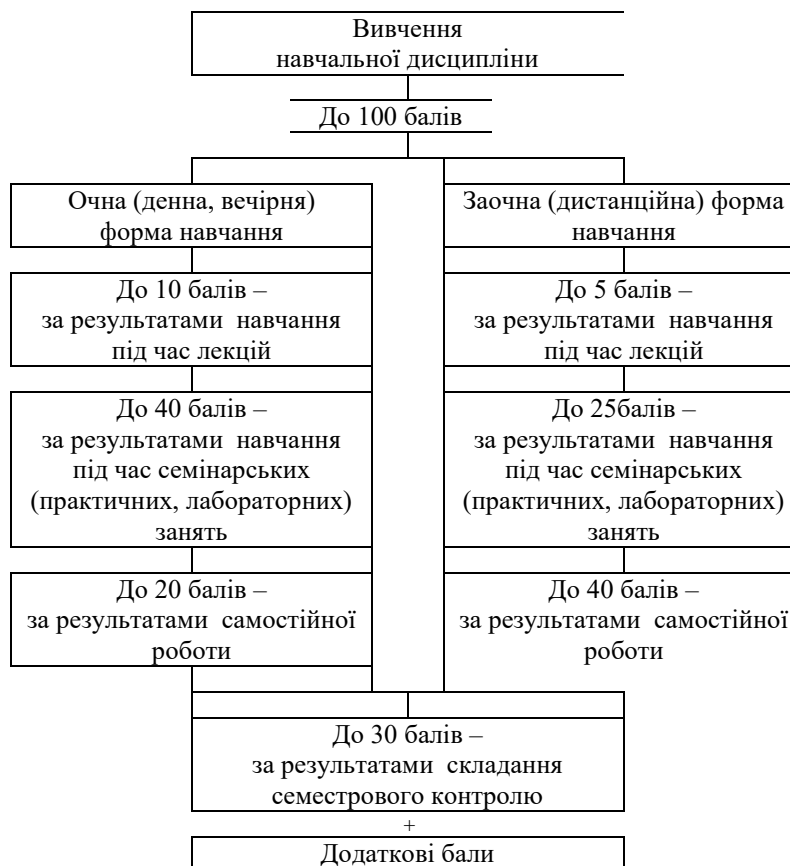 Вивчення
навчальної дисципліни
До 100 балів
Очна (денна, вечірня)
форма навчання
Заочна (дистанційна) форма
навчання
До 10 балів –
за результатами навчання
під час лекцій
До 5 балів –
за результатами навчання
під час лекцій
До 40 балів –
за результатами навчання
під час семінарських
(практичних, лабораторних)
занять
До 25балів –
за результатами навчання
під час семінарських
(практичних, лабораторних)
занять
До 20 балів –
за результатами самостійної
роботи
До 40 балів –
за результатами самостійної
роботи
До 30 балів –
за результатами складання
семестрового контролю
+
Додаткові бали